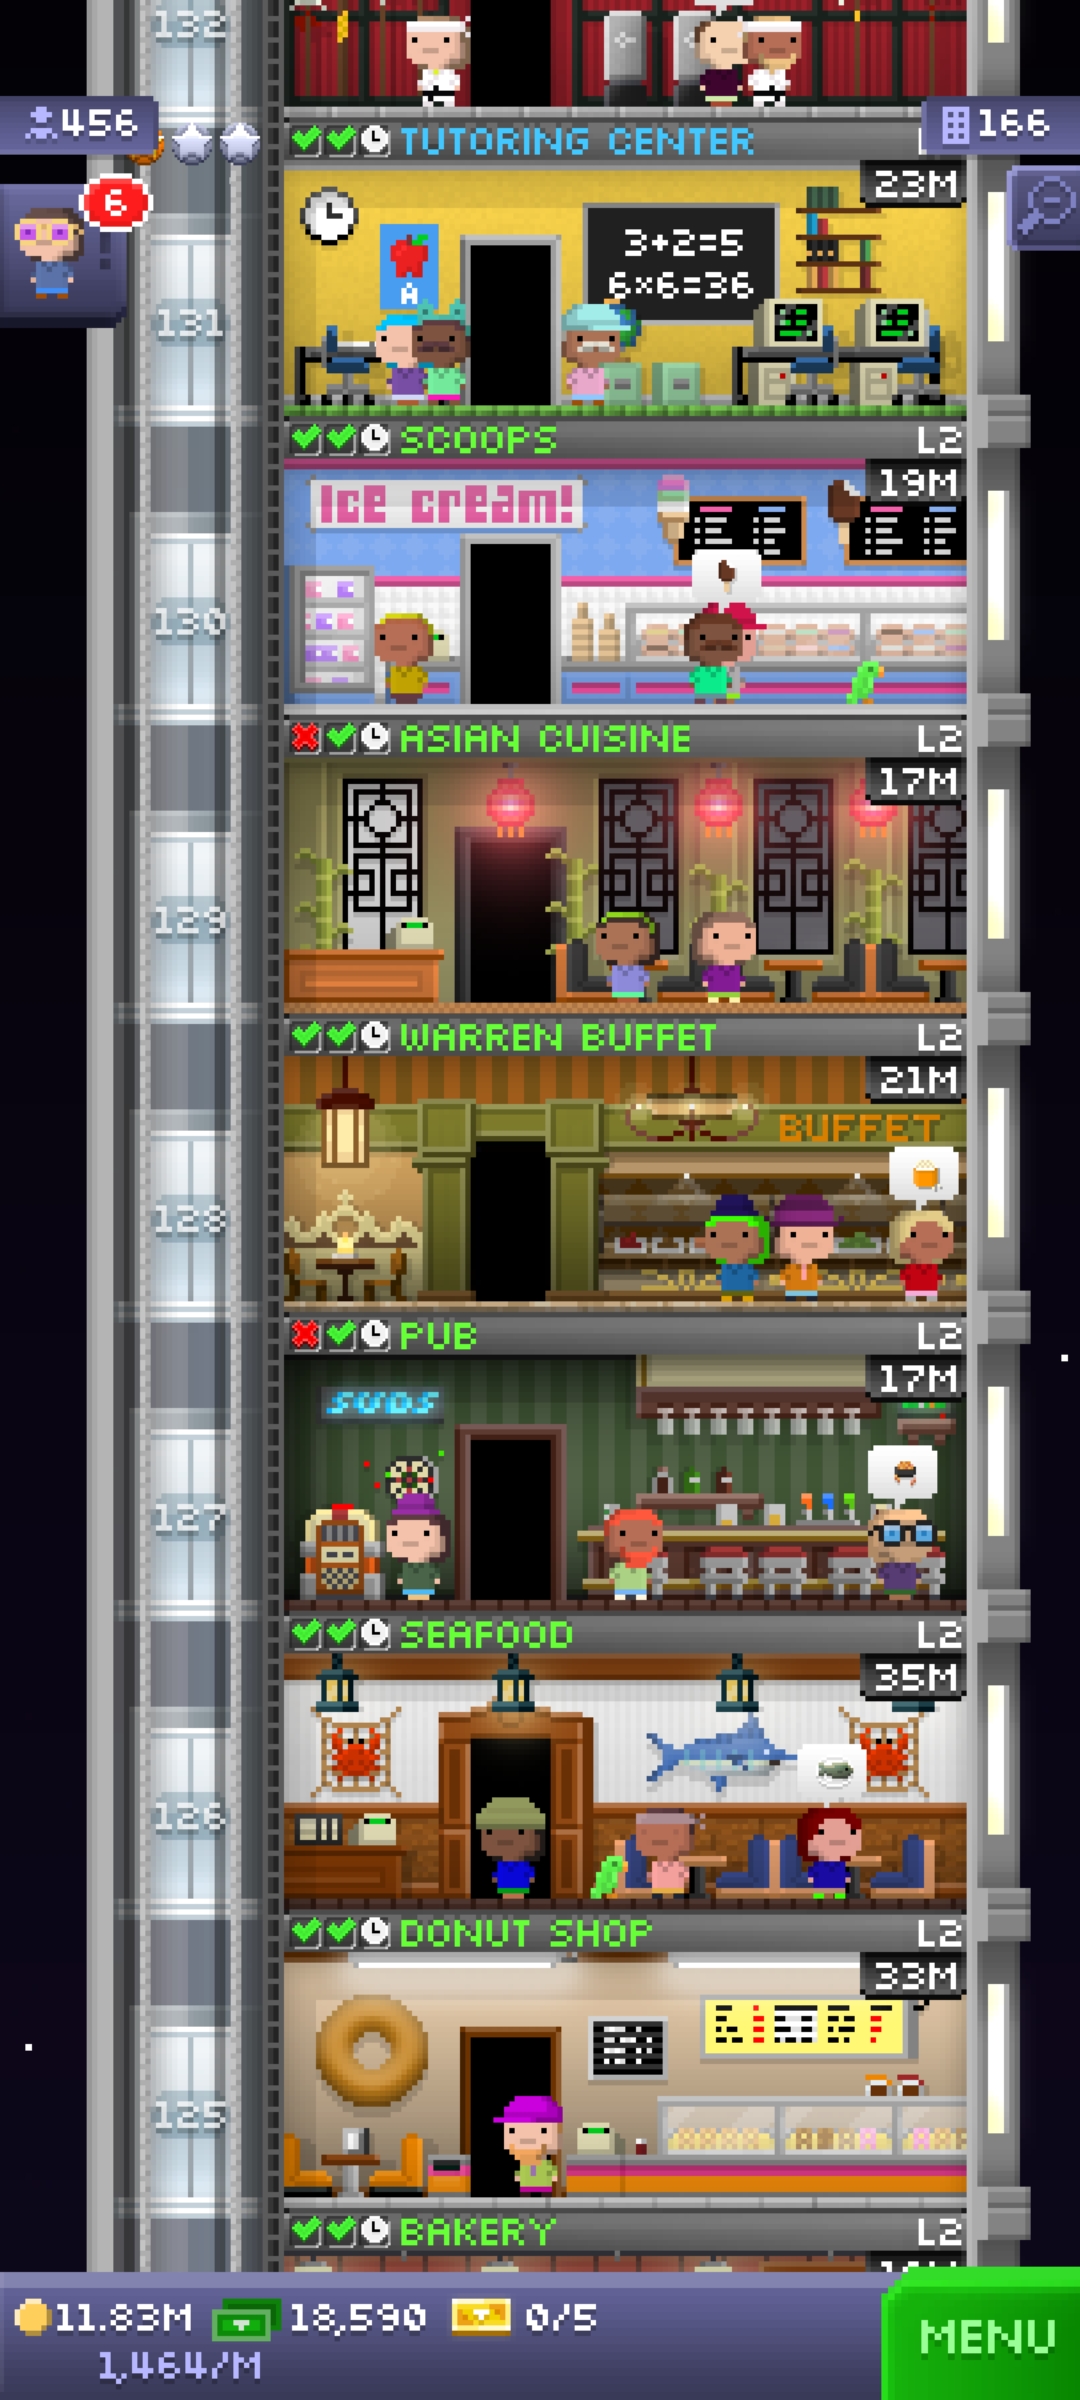 132
456
166
6
TUTORING CENTER
23M
3+2=5
6×6=36
A
131
SCOOPS L2
19M
Ice cream!
130
ASIAN CUISINE L2
17M
129
WARREN BUFFET L2
21M
BUFFET
128
PUB L2
17M
SUDS
127
SEAFOOD L2
35M
126
DONUT SHOP L2
33M
125
BAKERY L2
11.83M 18,590 0/5
1,464/M
MENU